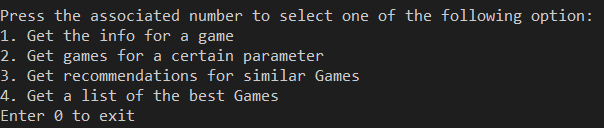 Press the associated number to select one of the following option:
1. Get the info for a game
2. Get games for a certain parameter
3. Get recommendations for similar Games
4. Get a list of the best Games
Enter 0 to exit